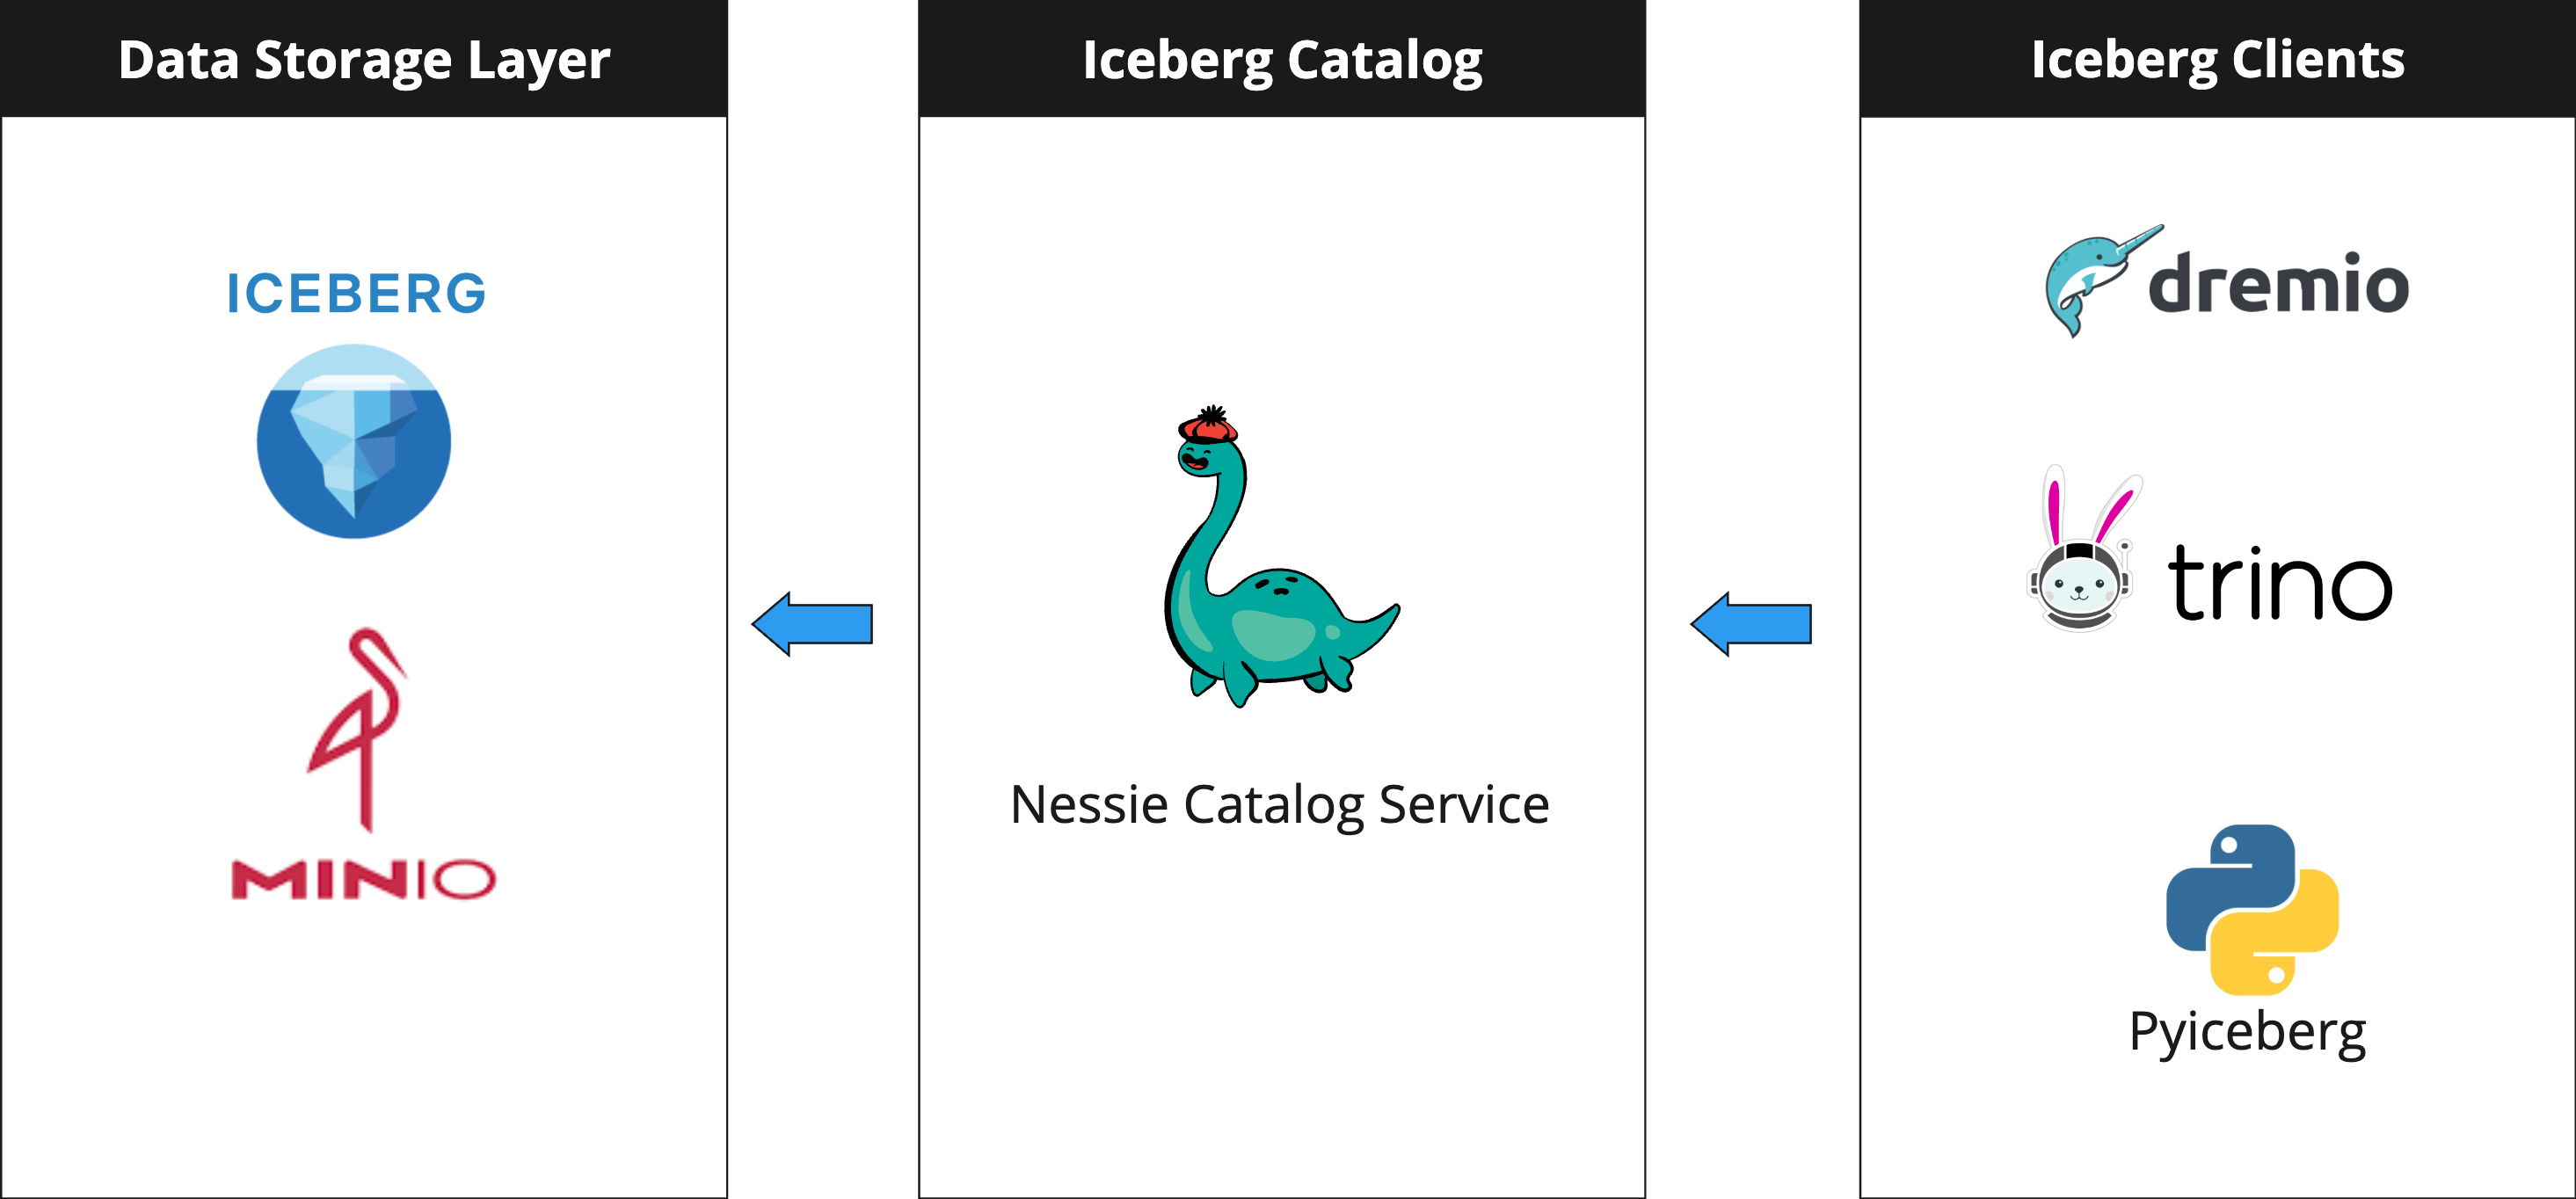 Data Storage Layer
ICEBERG
MINIO
Iceberg Catalog
Nessie Catalog Service
Iceberg Clients
dremio
trino
Pyiceberg